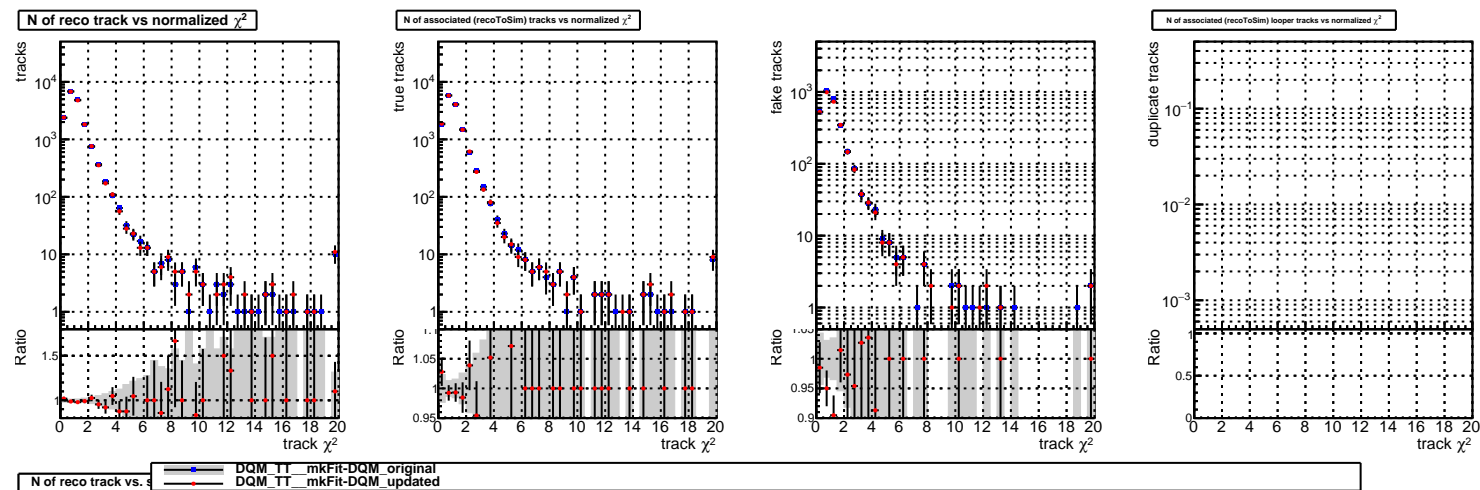 N of reco track vs normalized χ²
N of associated (recoToSim) tracks vs normalized χ²
N of associated (recoToSim) looper tracks vs normalized χ²
tracks
10⁴
10³
10²
10
1
Ratio
1.5
1
0 2 4 6 8 10 12 14 16 18 20
track χ²
true tracks
10⁴
10³
10²
10
1
Ratio
1.05
1
0.95
0 2 4 6 8 10 12 14 16 18 20
track χ²
fake tracks
10³
10²
10
1
Ratio
1.05
1
0.95
0.9
0 2 4 6 8 10 12 14 16 18 20
track χ²
duplicate tracks
10⁻¹
10⁻²
10⁻³
Ratio
1
0.5
0
0 2 4 6 8 10 12 14 16 18 20
track χ²
N of reco track vs. s
DQM_TT__mkFit-DQM_original
DQM_TT__mkFit-DQM_updated